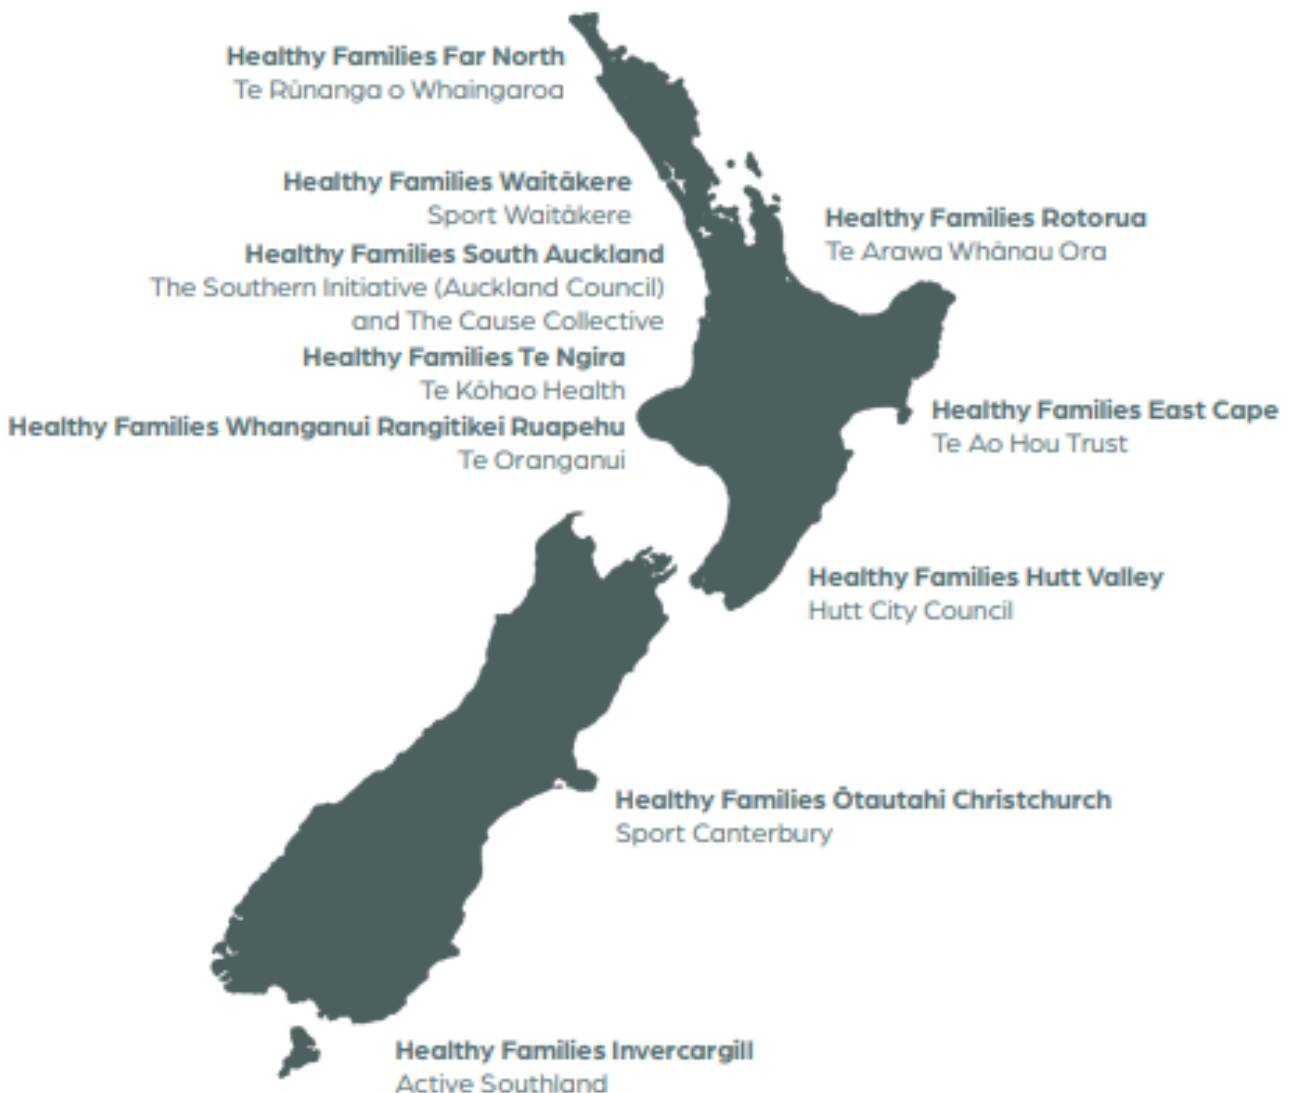 Healthy Families Far North
Te Rūnanga o Whaingaroa
Healthy Families Waitākere
Sport Waitākere
Healthy Families South Auckland
The Southern Initiative (Auckland Council)
and The Cause Collective
Healthy Families Te Ngira
Te Kōhao Health
Healthy Families Whanganui Rangitikei Ruapehu
Te Oranganui
Healthy Families Rotorua
Te Arawa Whānau Ora
Healthy Families East Cape
Te Ao Hou Trust
Healthy Families Hutt Valley
Hutt City Council
Healthy Families Ōtautahi Christchurch
Sport Canterbury
Healthy Families Invercargill
Active Southland